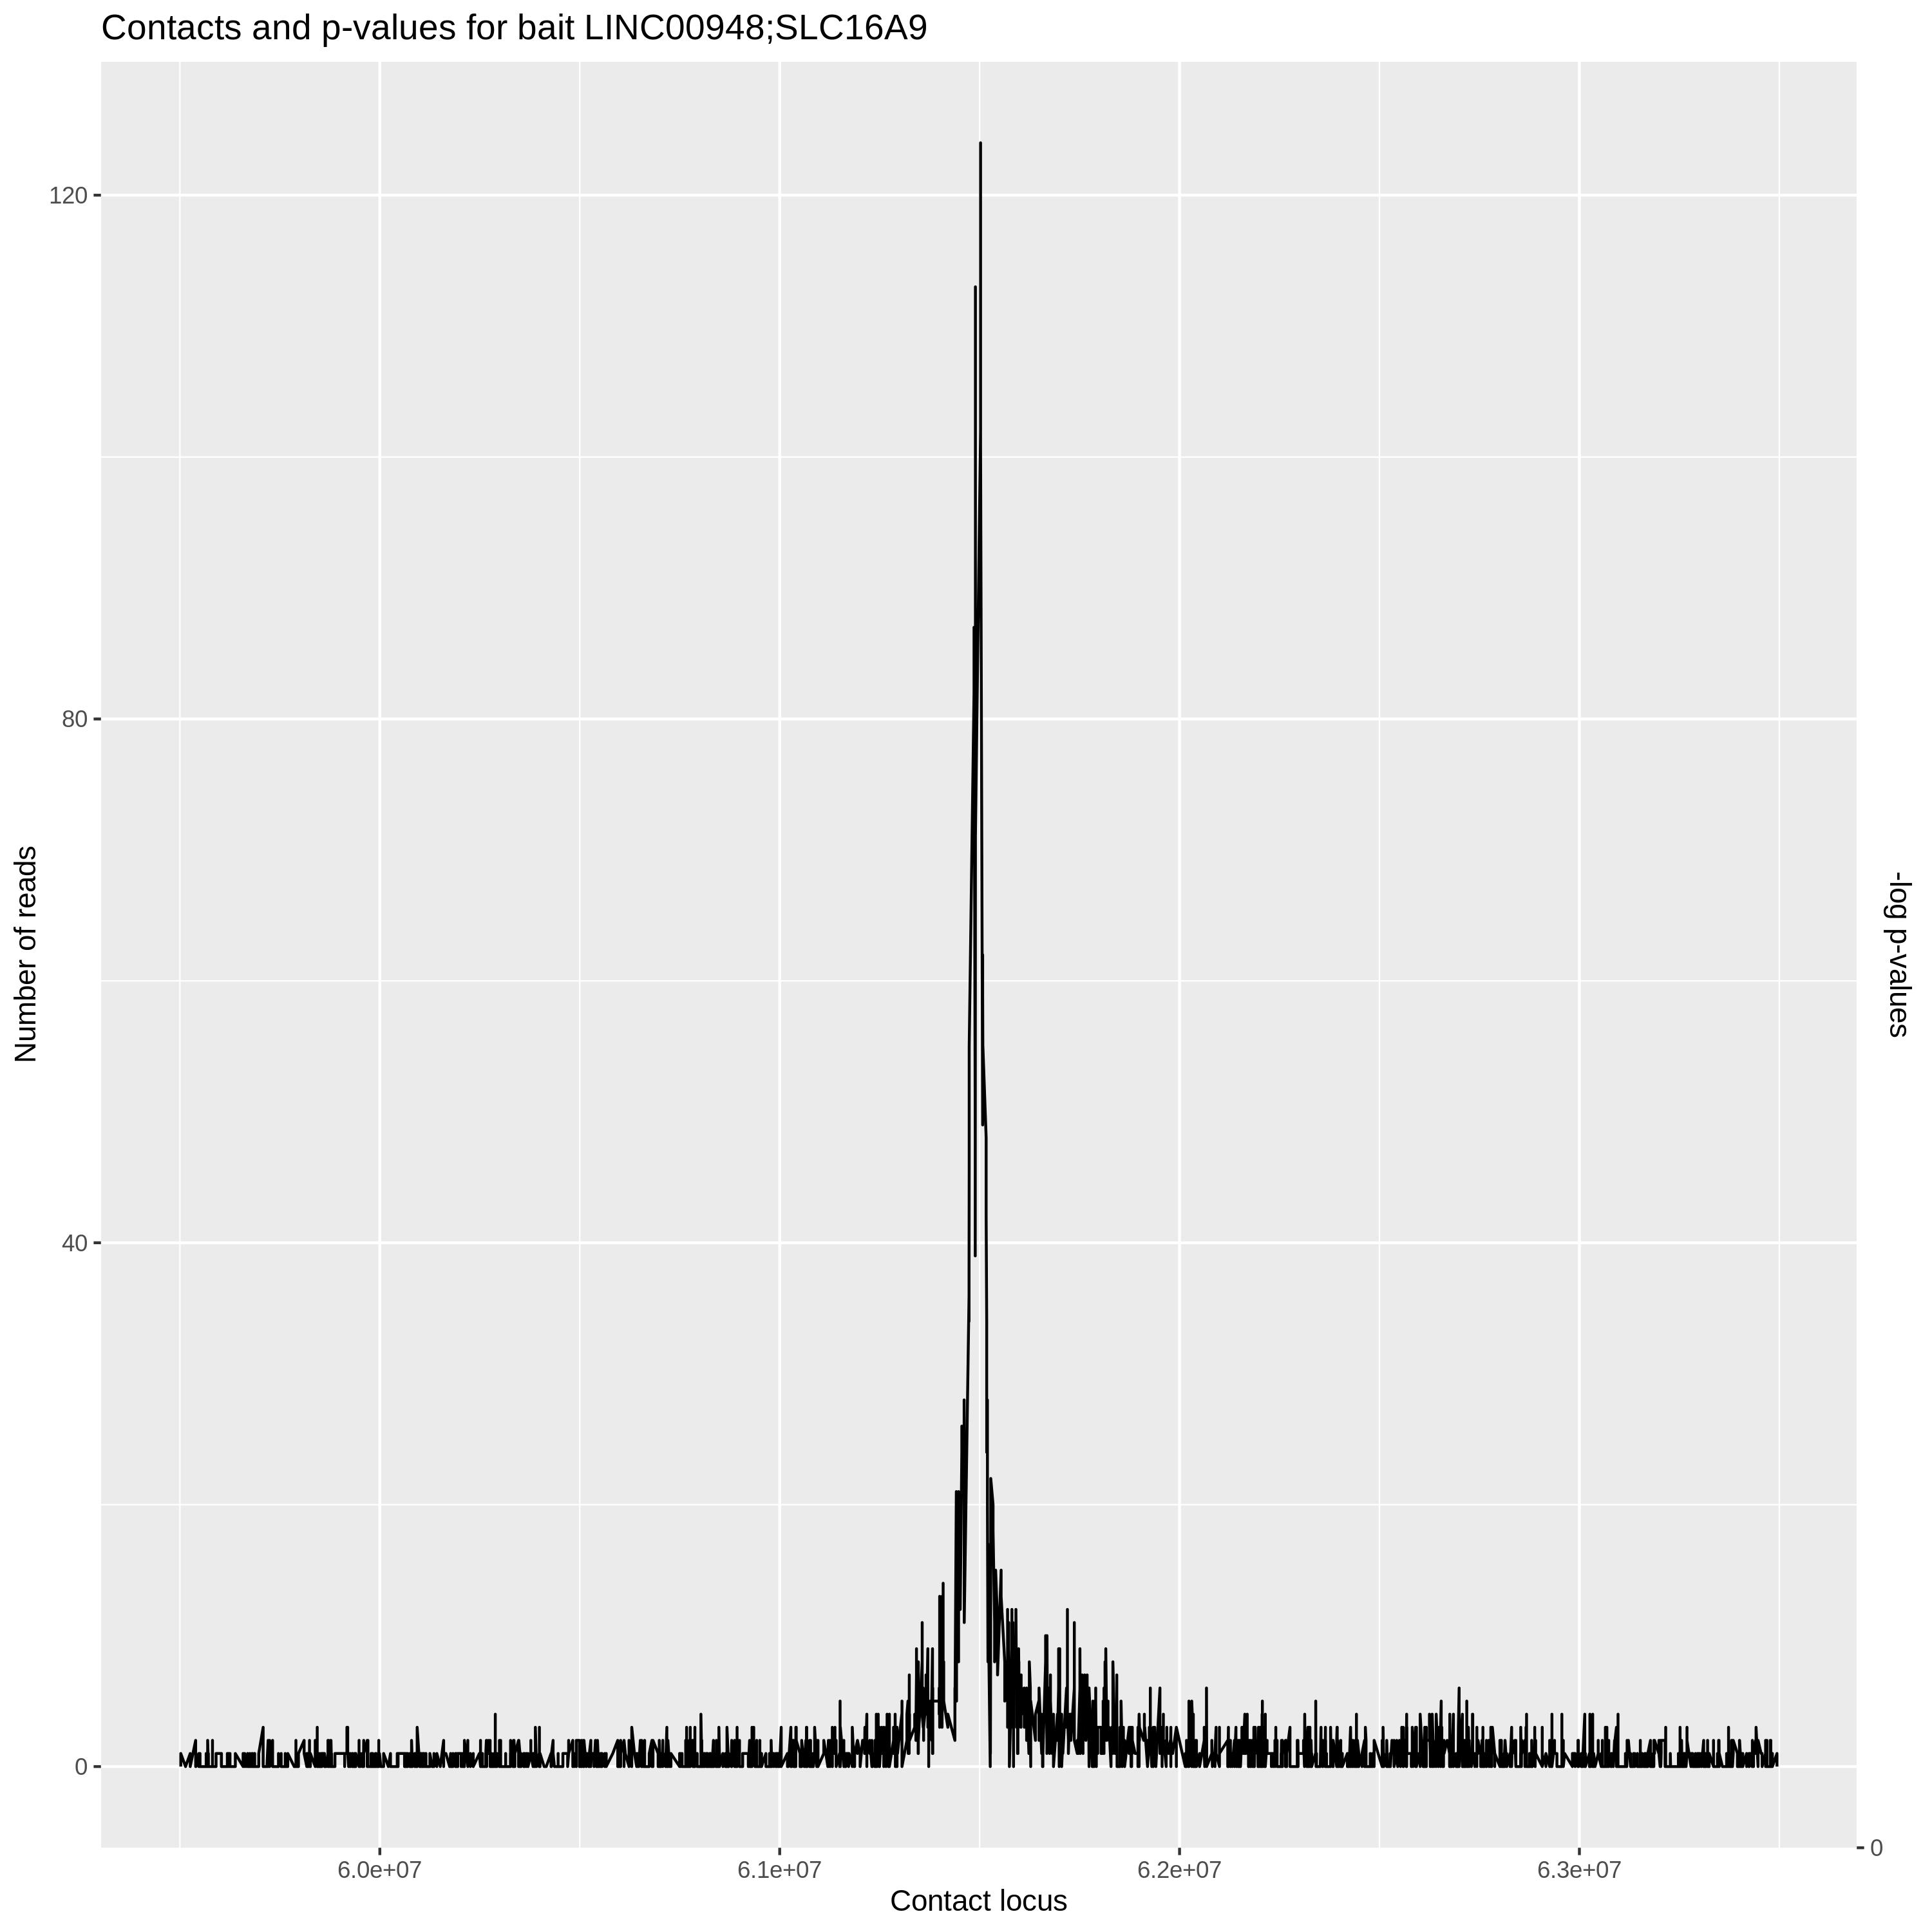 Contacts and p-values for bait LINC00948;SLC16A9
120
80
40
0
Number of reads
-log p-values
0
6.0e+07
6.1e+07
6.2e+07
6.3e+07
Contact locus